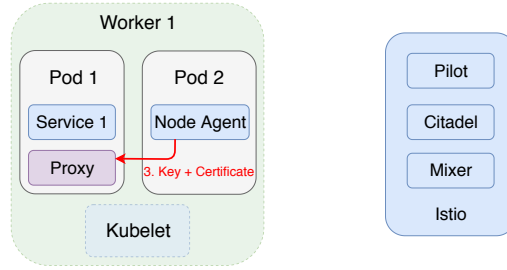 Worker 1
Pod 1
Pod 2
Service 1
Node Agent
Proxy
3. Key + Certificate
Kubelet
Pilot
Citadel
Mixer
Istio